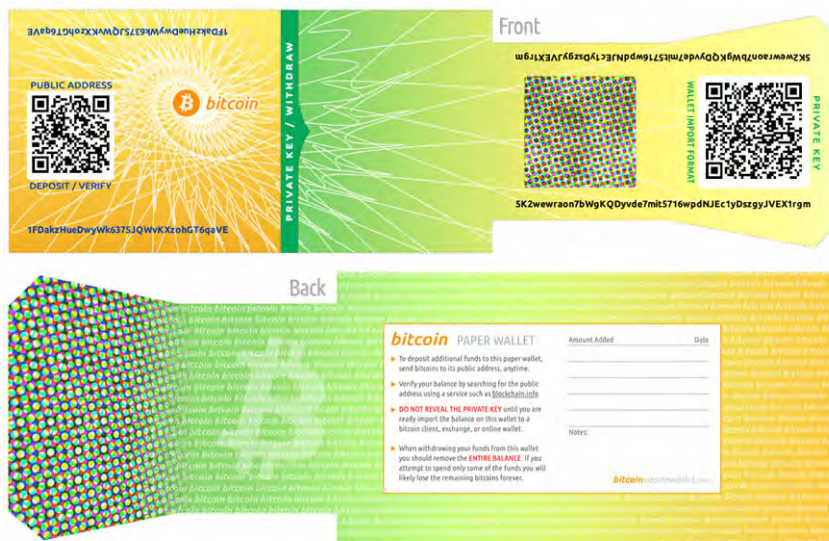 Front
1FDakzHueDwyWk6375JQWvKXzohGT6qaVE
5K2wewraon7bWgKQDyvde7mit5716wpdNJEc1yDszgyJVEX1rgm
PUBLIC ADDRESS
bitcoin
DEPOSIT / VERIFY
1FDakzHueDwyWk6375JQWvKXzohGT6qaVE
PRIVATE KEY / WITHDRAW
WALLET IMPORT FORMAT
PRIVATE KEY
5K2wewraon7bWgKQDyvde7mit5716wpdNJEc1yDszgyJVEX1rgm
Back
bitcoin PAPER WALLET
To deposit additional funds to this paper wallet,
send bitcoins to its public address, anytime.
Verify your balance by searching for the public
address using a service such as blockchain.info
DO NOT REVEAL THE PRIVATE KEY until you are
ready import the balance on this wallet to a
bitcoin client, exchange, or online wallet.
When withdrawing your funds from this wallet
you should remove the ENTIRE BALANCE. If you
attempt to spend only some of the funds you will
likely lose the remaining bitcoins forever.
Amount Added Date
Notes:
bitcoinpaperwallet.com